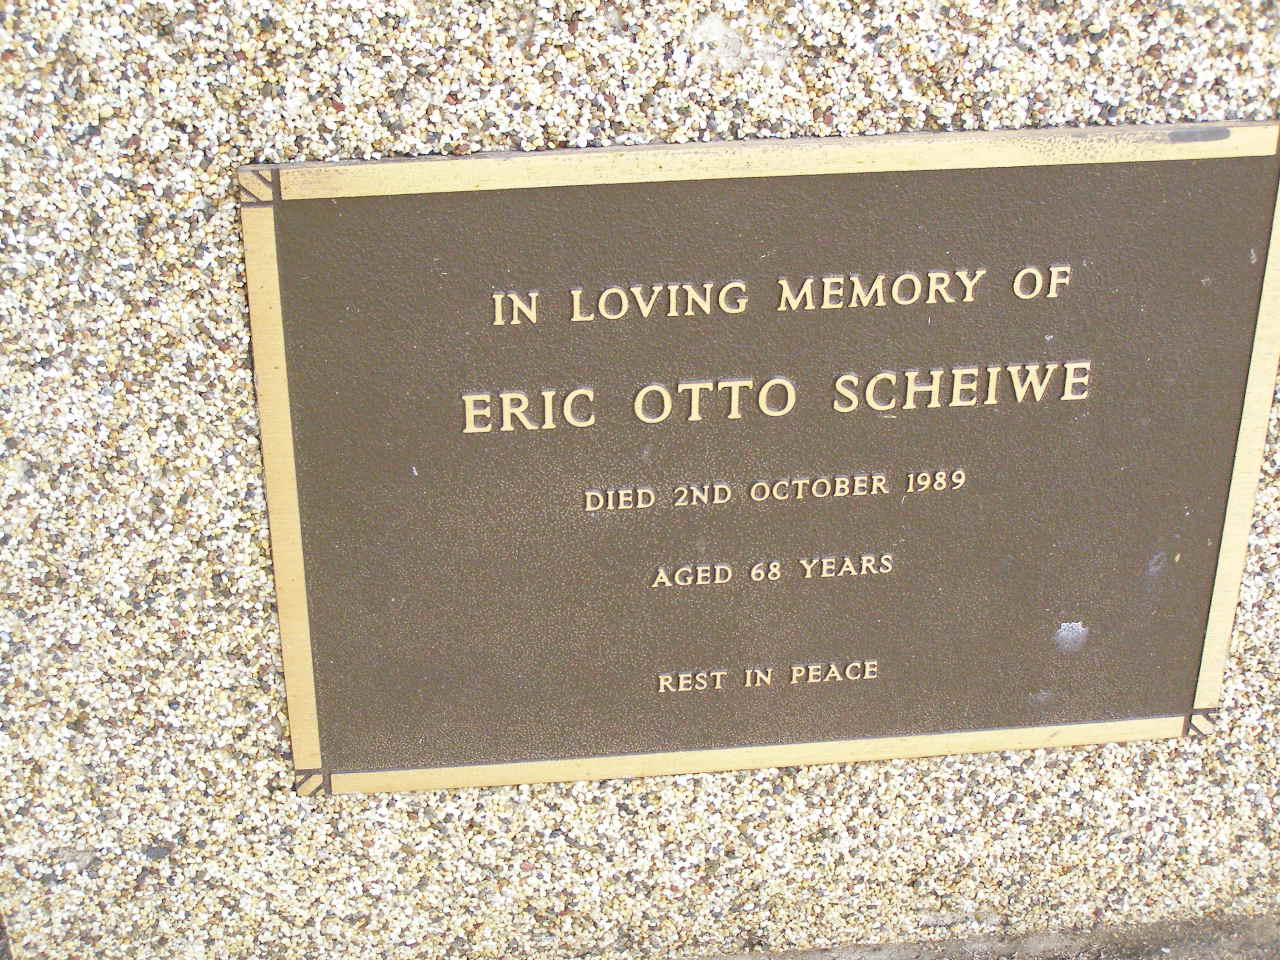 IN LOVING MEMORY OF
ERIC OTTO SCHEIWE
DIED 2ND OCTOBER 1989
AGED 68 YEARS
REST IN PEACE